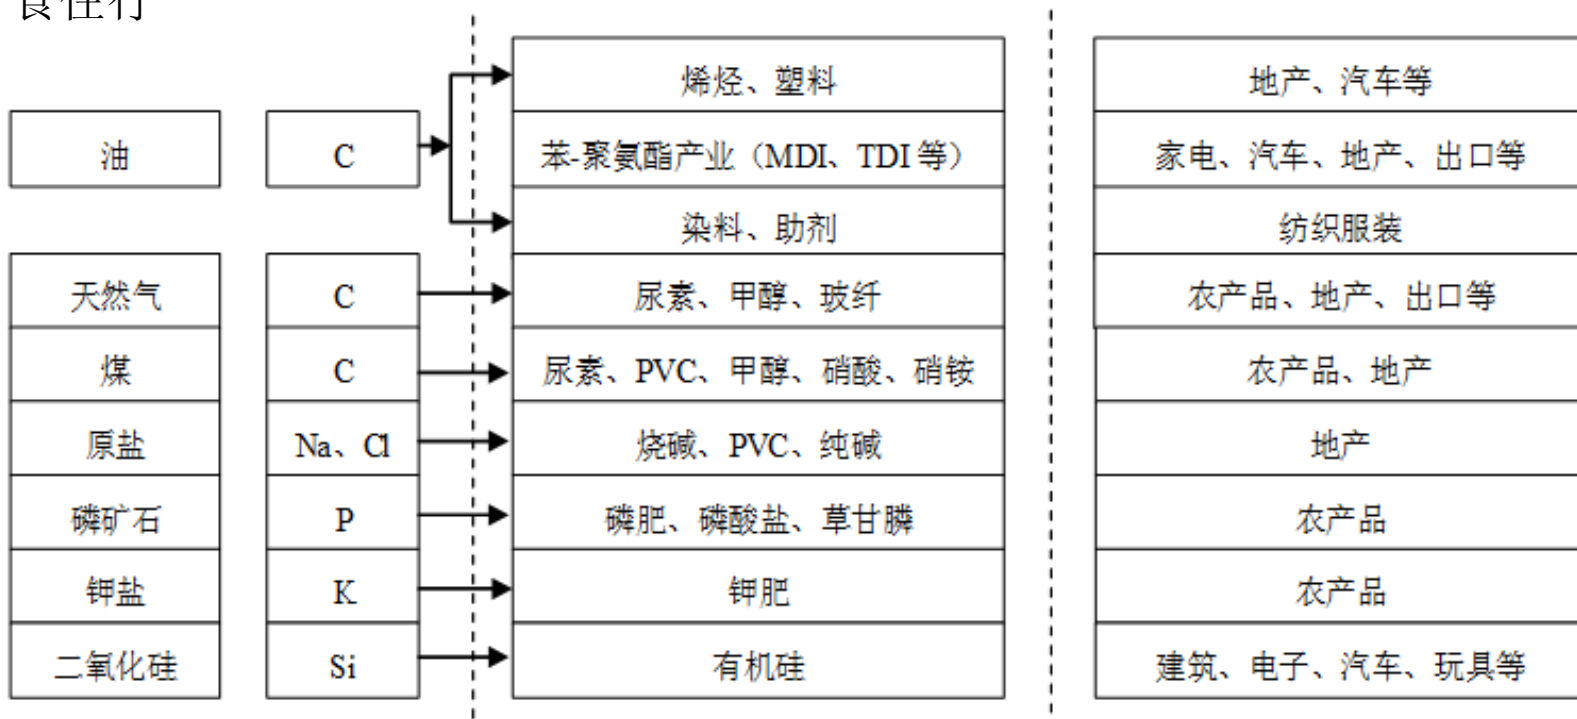 食住行
烯烃、塑料 地产、汽车等
油 C 苯-聚氨酯产业（MDI、TDI 等） 家电、汽车、地产、出口等
染料、助剂 纺织服装
天然气 C 尿素、甲醇、玻纤 农产品、地产、出口等
煤 C 尿素、PVC、甲醇、硝酸、硝铵 农产品、地产
原盐 Na、Cl 烧碱、PVC、纯碱 地产
磷矿石 P 磷肥、磷酸盐、草甘膦 农产品
钾盐 K 钾肥 农产品
二氧化硅 Si 有机硅 建筑、电子、汽车、玩具等